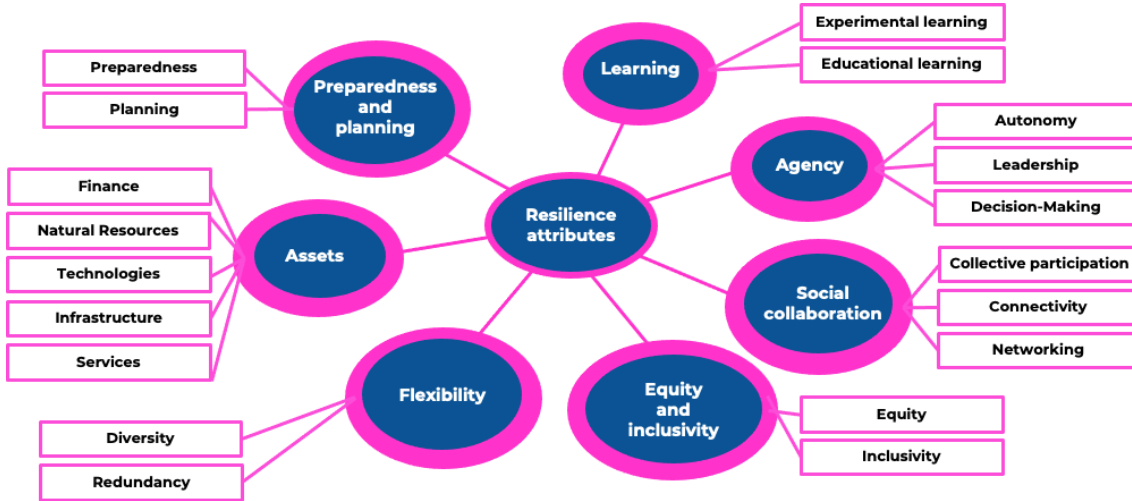 Resilience
attributes
Preparedness
and
planning
Preparedness
Planning
Learning
Experimental learning
Educational learning
Agency
Autonomy
Leadership
Decision-Making
Social
collaboration
Collective participation
Connectivity
Networking
Equity
and
inclusivity
Equity
Inclusivity
Flexibility
Diversity
Redundancy
Assets
Finance
Natural Resources
Technologies
Infrastructure
Services